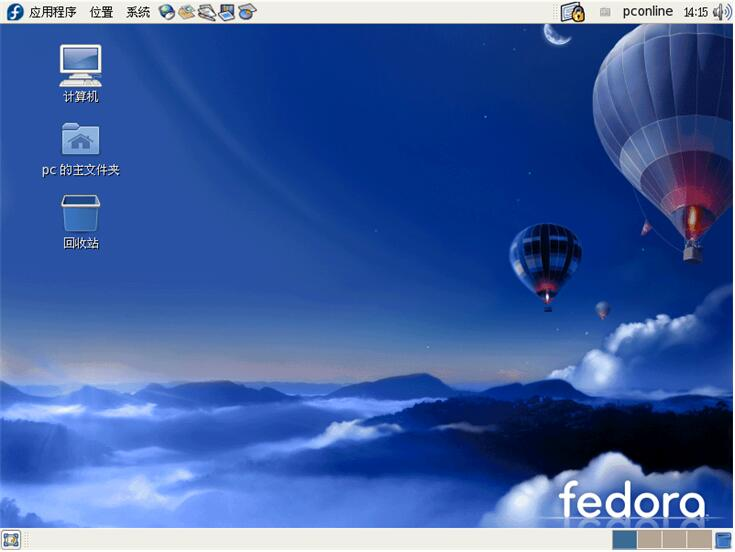 应用程序 位置 系统 pconline 14:15
计算机
pc 的主文件夹
回收站
fedora